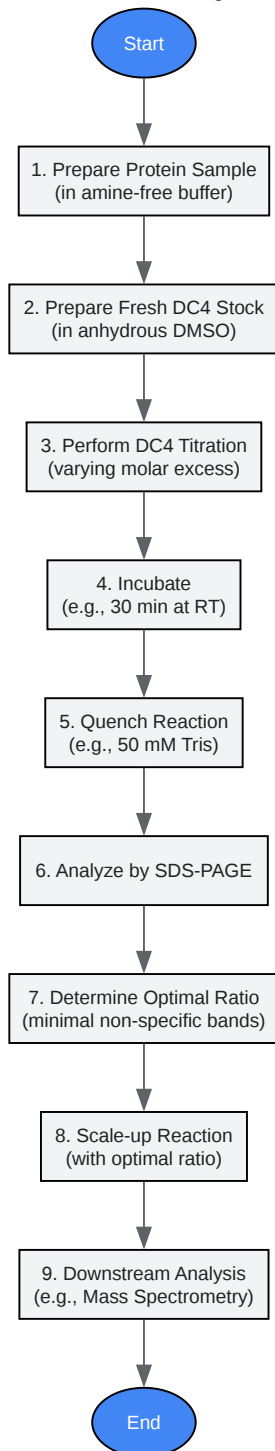 Start
1. Prepare Protein Sample
(in amine-free buffer)
2. Prepare Fresh DC4 Stock
(in anhydrous DMSO)
3. Perform DC4 Titration
(varying molar excess)
4. Incubate
(e.g., 30 min at RT)
5. Quench Reaction
(e.g., 50 mM Tris)
6. Analyze by SDS-PAGE
7. Determine Optimal Ratio
(minimal non-specific bands)
8. Scale-up Reaction
(with optimal ratio)
9. Downstream Analysis
(e.g., Mass Spectrometry)
End